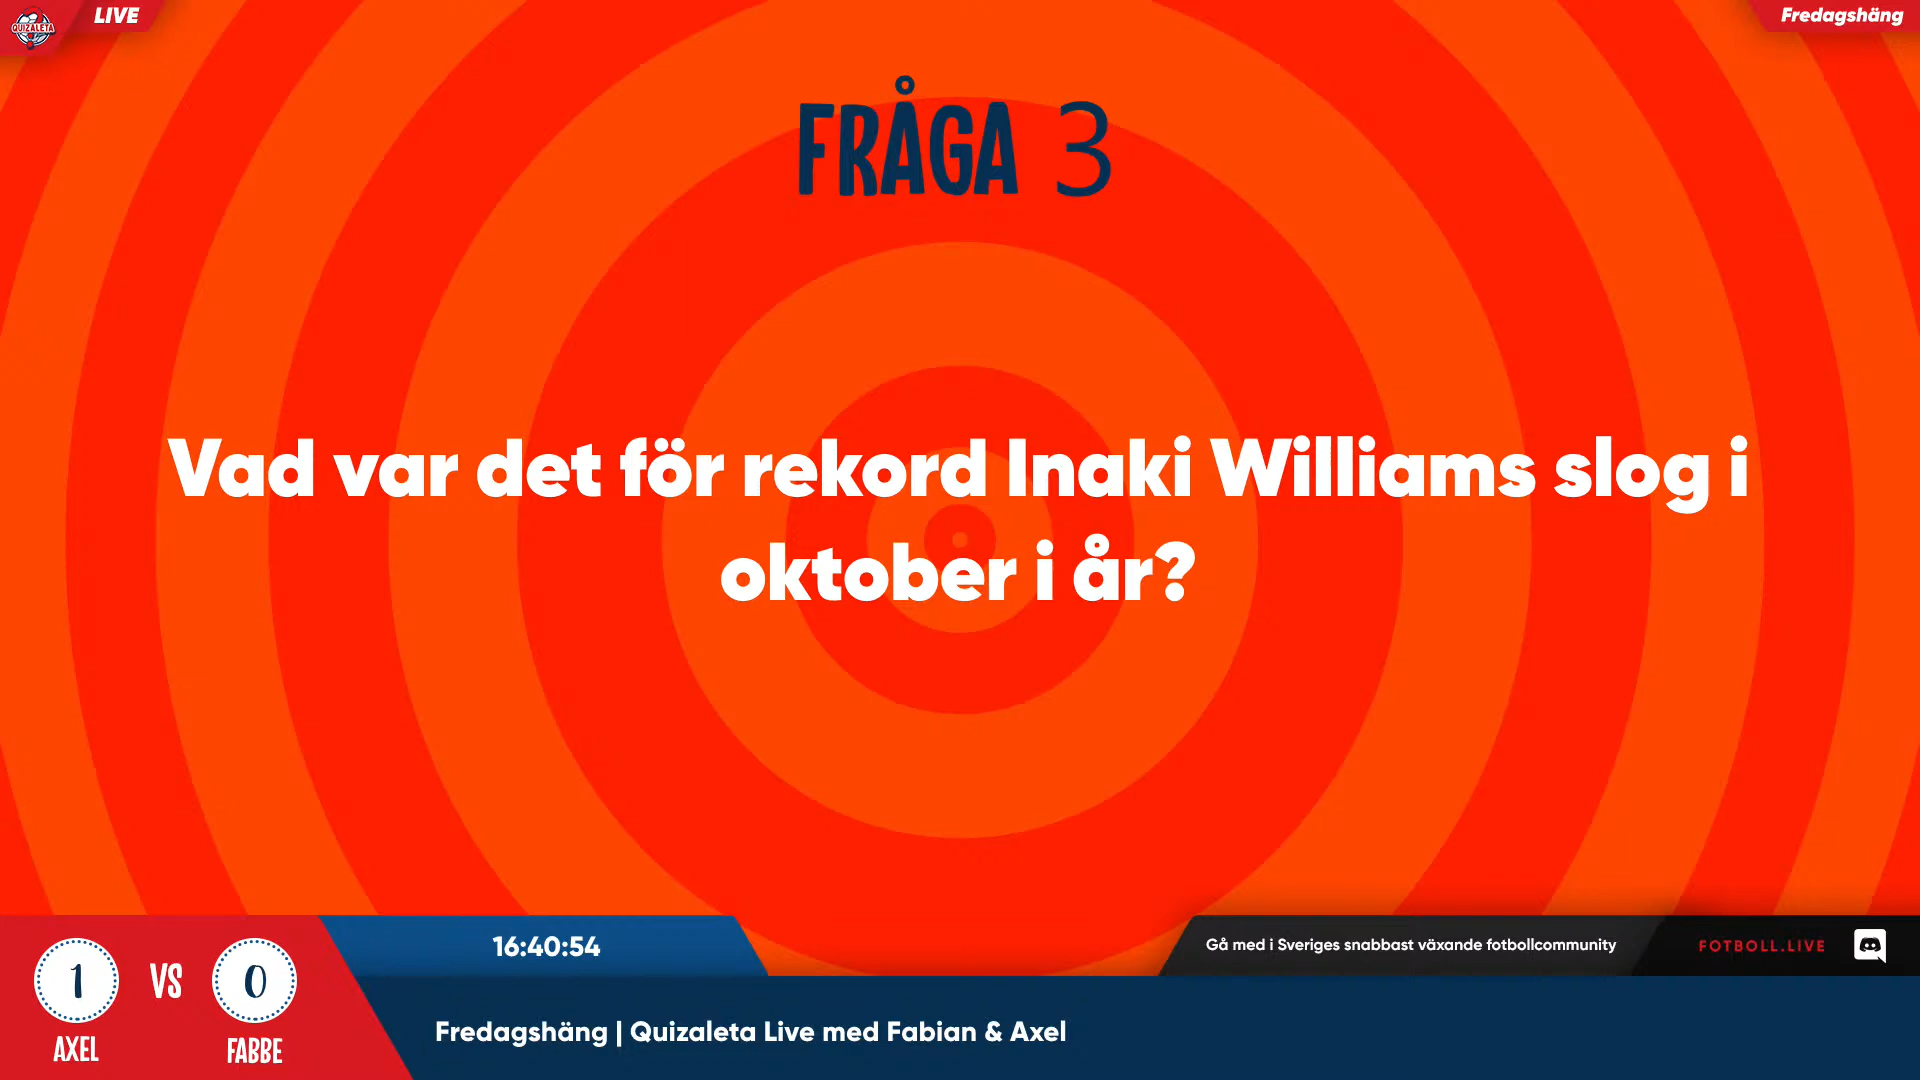 QUIZALETA
LIVE
Fredagshäng
FRÅGA 3
Vad var det för rekord Inaki Williams slog i
oktober i år?
1 VS 0
AXEL FABBE
16:40:54
Gå med i Sveriges snabbast växande fotbollcommunity
FOTBOLL.LIVE
Fredagshäng | Quizaleta Live med Fabian & Axel